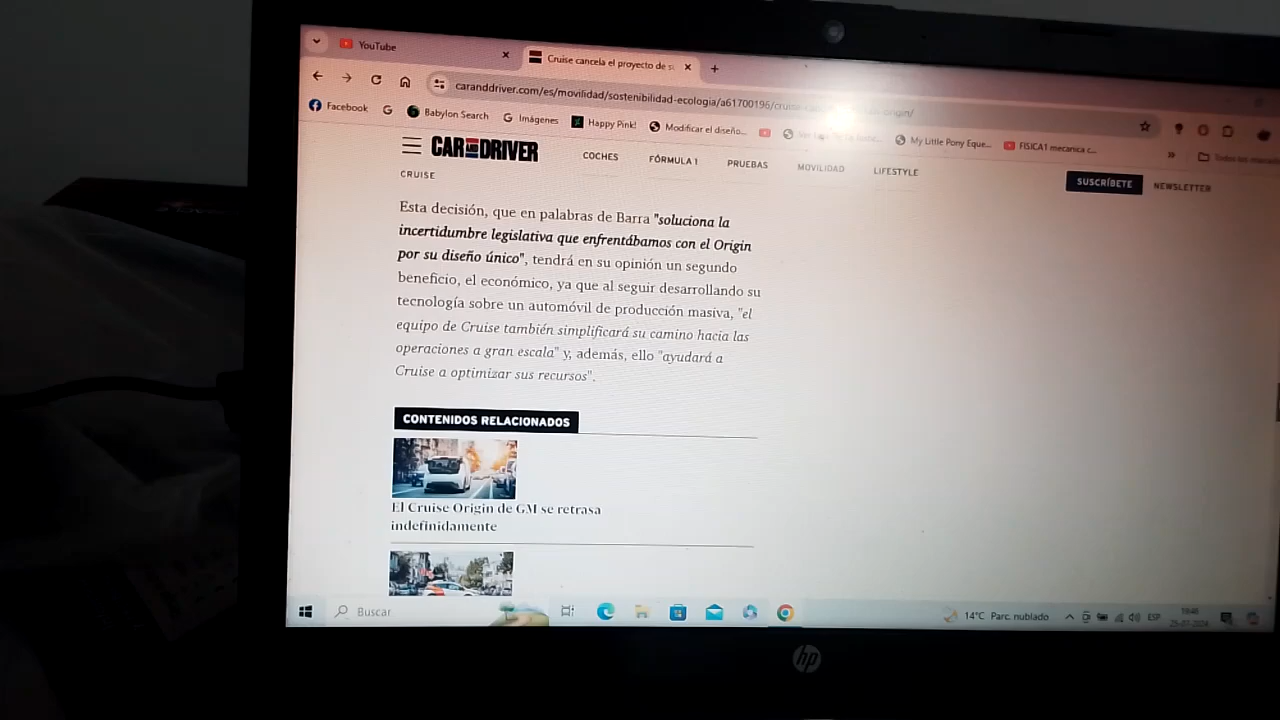 YouTube
Cruise cancela el proyecto de su
caranddriver.com/es/movilidad/sostenibilidad-ecologia/a61700196/cruise
Facebook
G
Babylon Search
Imágenes
Happy Pink!
Modificar el diseño...
My Little Pony Eque...
FISICA1 mecanica c...
»
CAR AND DRIVER
COCHES
FÓRMULA 1
PRUEBAS
MOVILIDAD
LIFESTYLE
SUSCRÍBETE
NEWSLETTER
CRUISE
Esta decisión, que en palabras de Barra "soluciona la
incertidumbre legislativa que enfrentábamos con el Origin
por su diseño único", tendrá en su opinión un segundo
beneficio, el económico, ya que al seguir desarrollando su
tecnología sobre un automóvil de producción masiva, "el
equipo de Cruise también simplificará su camino hacia las
operaciones a gran escala" y, además, ello "ayudará a
Cruise a optimizar sus recursos".
CONTENIDOS RELACIONADOS
El Cruise Origin de GM se retrasa
indefinidamente
Buscar
14°C Parc. nublado
ESP
25-07-2024
hp